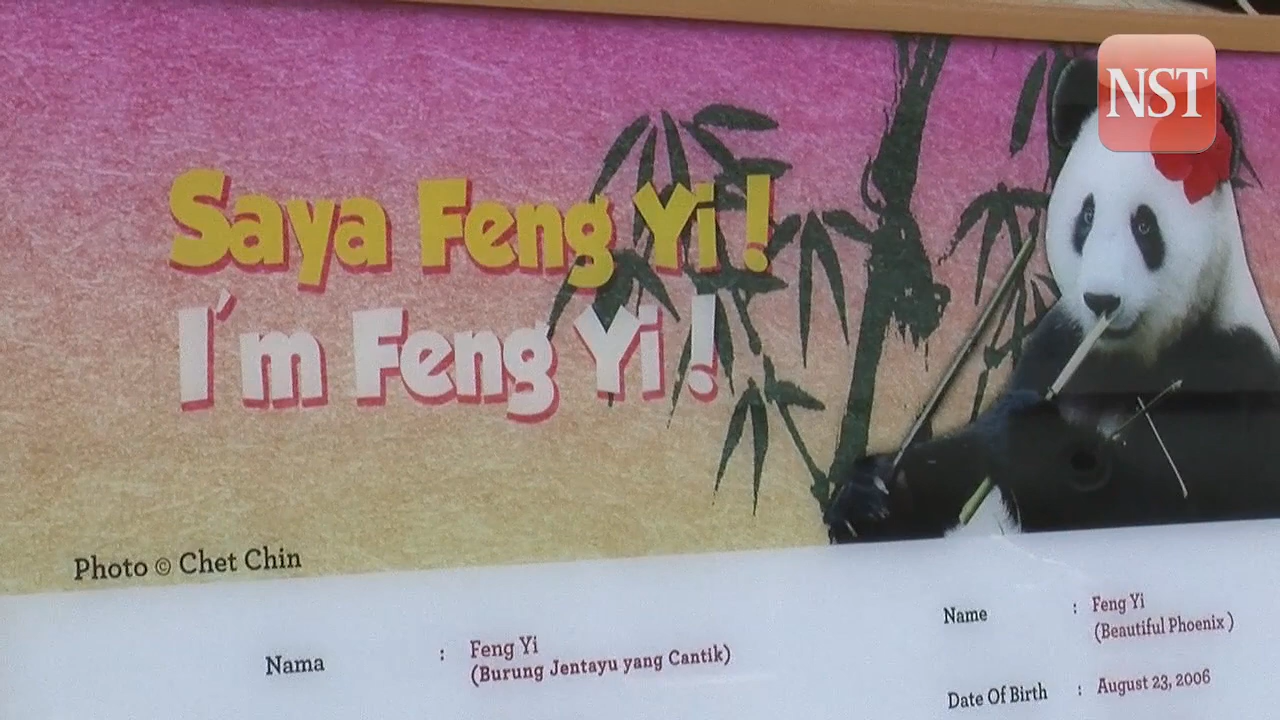 NST
Saya Feng Yi !
I'm Feng Yi !
Photo © Chet Chin
Nama : Feng Yi
(Burung Jentayu yang Cantik)
Name : Feng Yi
(Beautiful Phoenix )
Date Of Birth : August 23, 2006